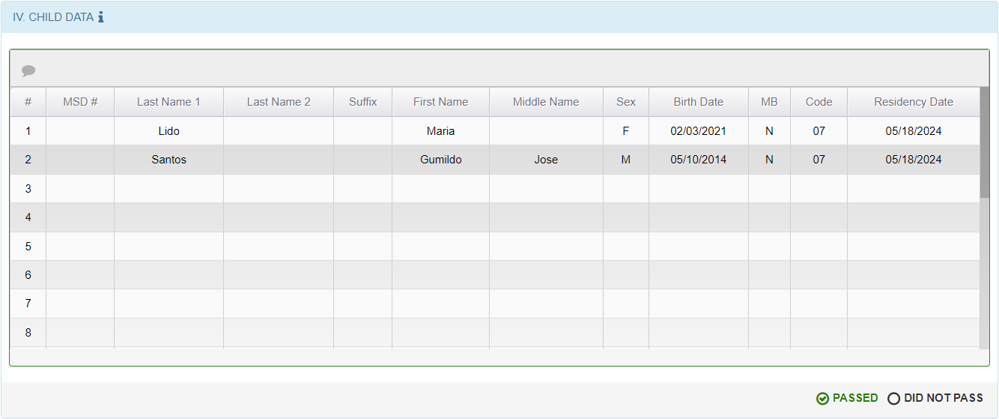 IV. CHILD DATA
# MSD # Last Name 1 Last Name 2 Suffix First Name Middle Name Sex Birth Date MB Code Residency Date
1 Lido Maria F 02/03/2021 N 07 05/18/2024
2 Santos Gumildo Jose M 05/10/2014 N 07 05/18/2024
3
4
5
6
7
8
PASSED DID NOT PASS